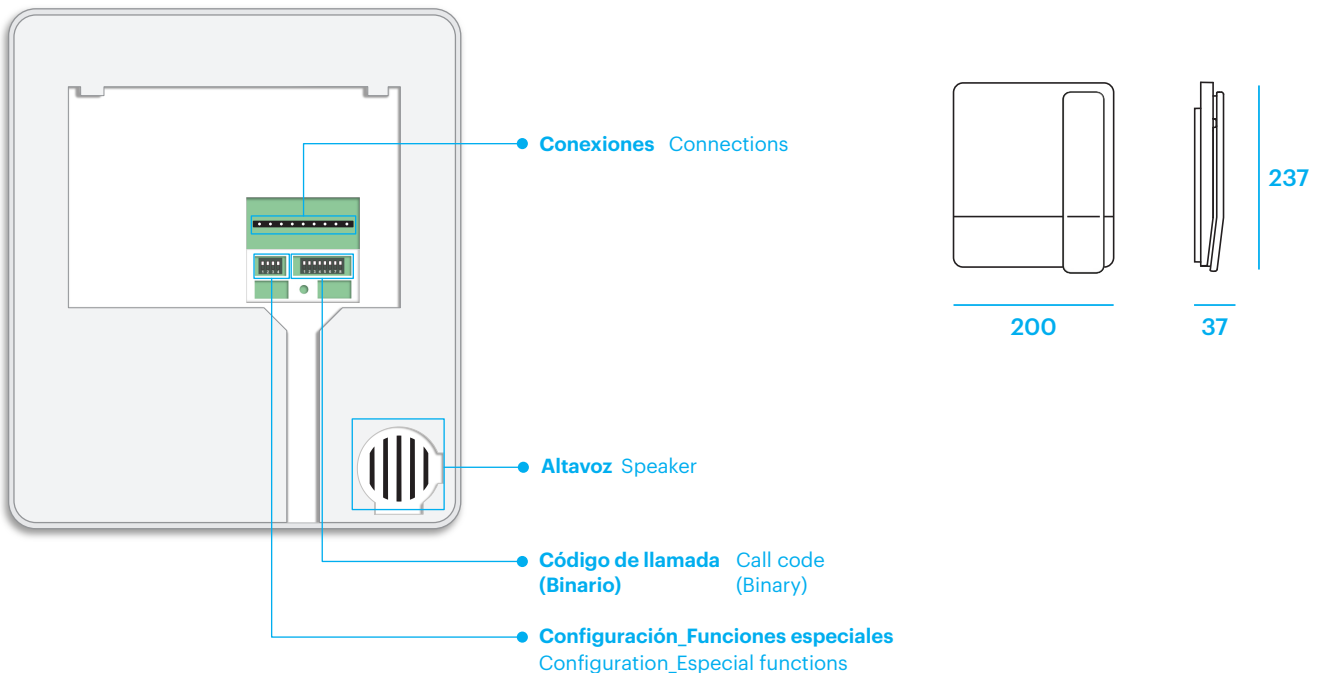 Conexiones Connections
237
200
37
Altavoz Speaker
Código de llamada Call code
(Binario) (Binary)
Configuración_Funciones especiales
Configuration_Especial functions